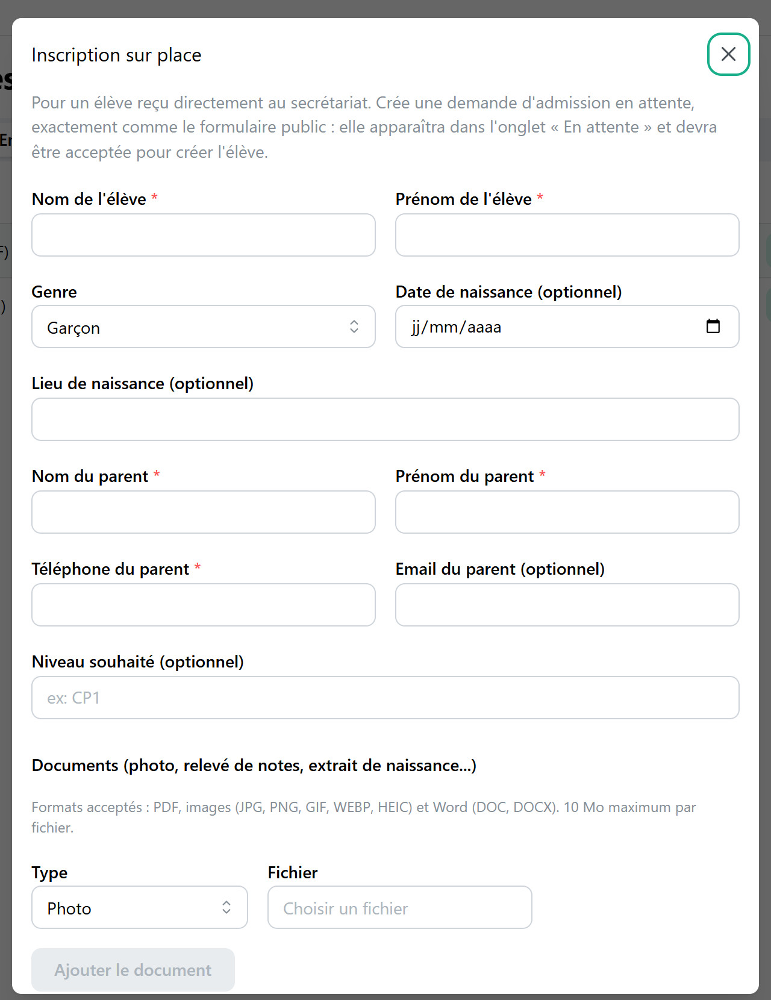 Inscription sur place
Pour un élève reçu directement au secrétariat. Crée une demande d'admission en attente,
exactement comme le formulaire public : elle apparaîtra dans l'onglet « En attente » et devra
être acceptée pour créer l'élève.
Nom de l'élève *
Prénom de l'élève *
Genre
Date de naissance (optionnel)
Garçon
jj/mm/aaaa
Lieu de naissance (optionnel)
Nom du parent *
Prénom du parent *
Téléphone du parent *
Email du parent (optionnel)
Niveau souhaité (optionnel)
ex: CP1
Documents (photo, relevé de notes, extrait de naissance...)
Formats acceptés : PDF, images (JPG, PNG, GIF, WEBP, HEIC) et Word (DOC, DOCX). 10 Mo maximum par
fichier.
Type
Fichier
Photo
Choisir un fichier
Ajouter le document